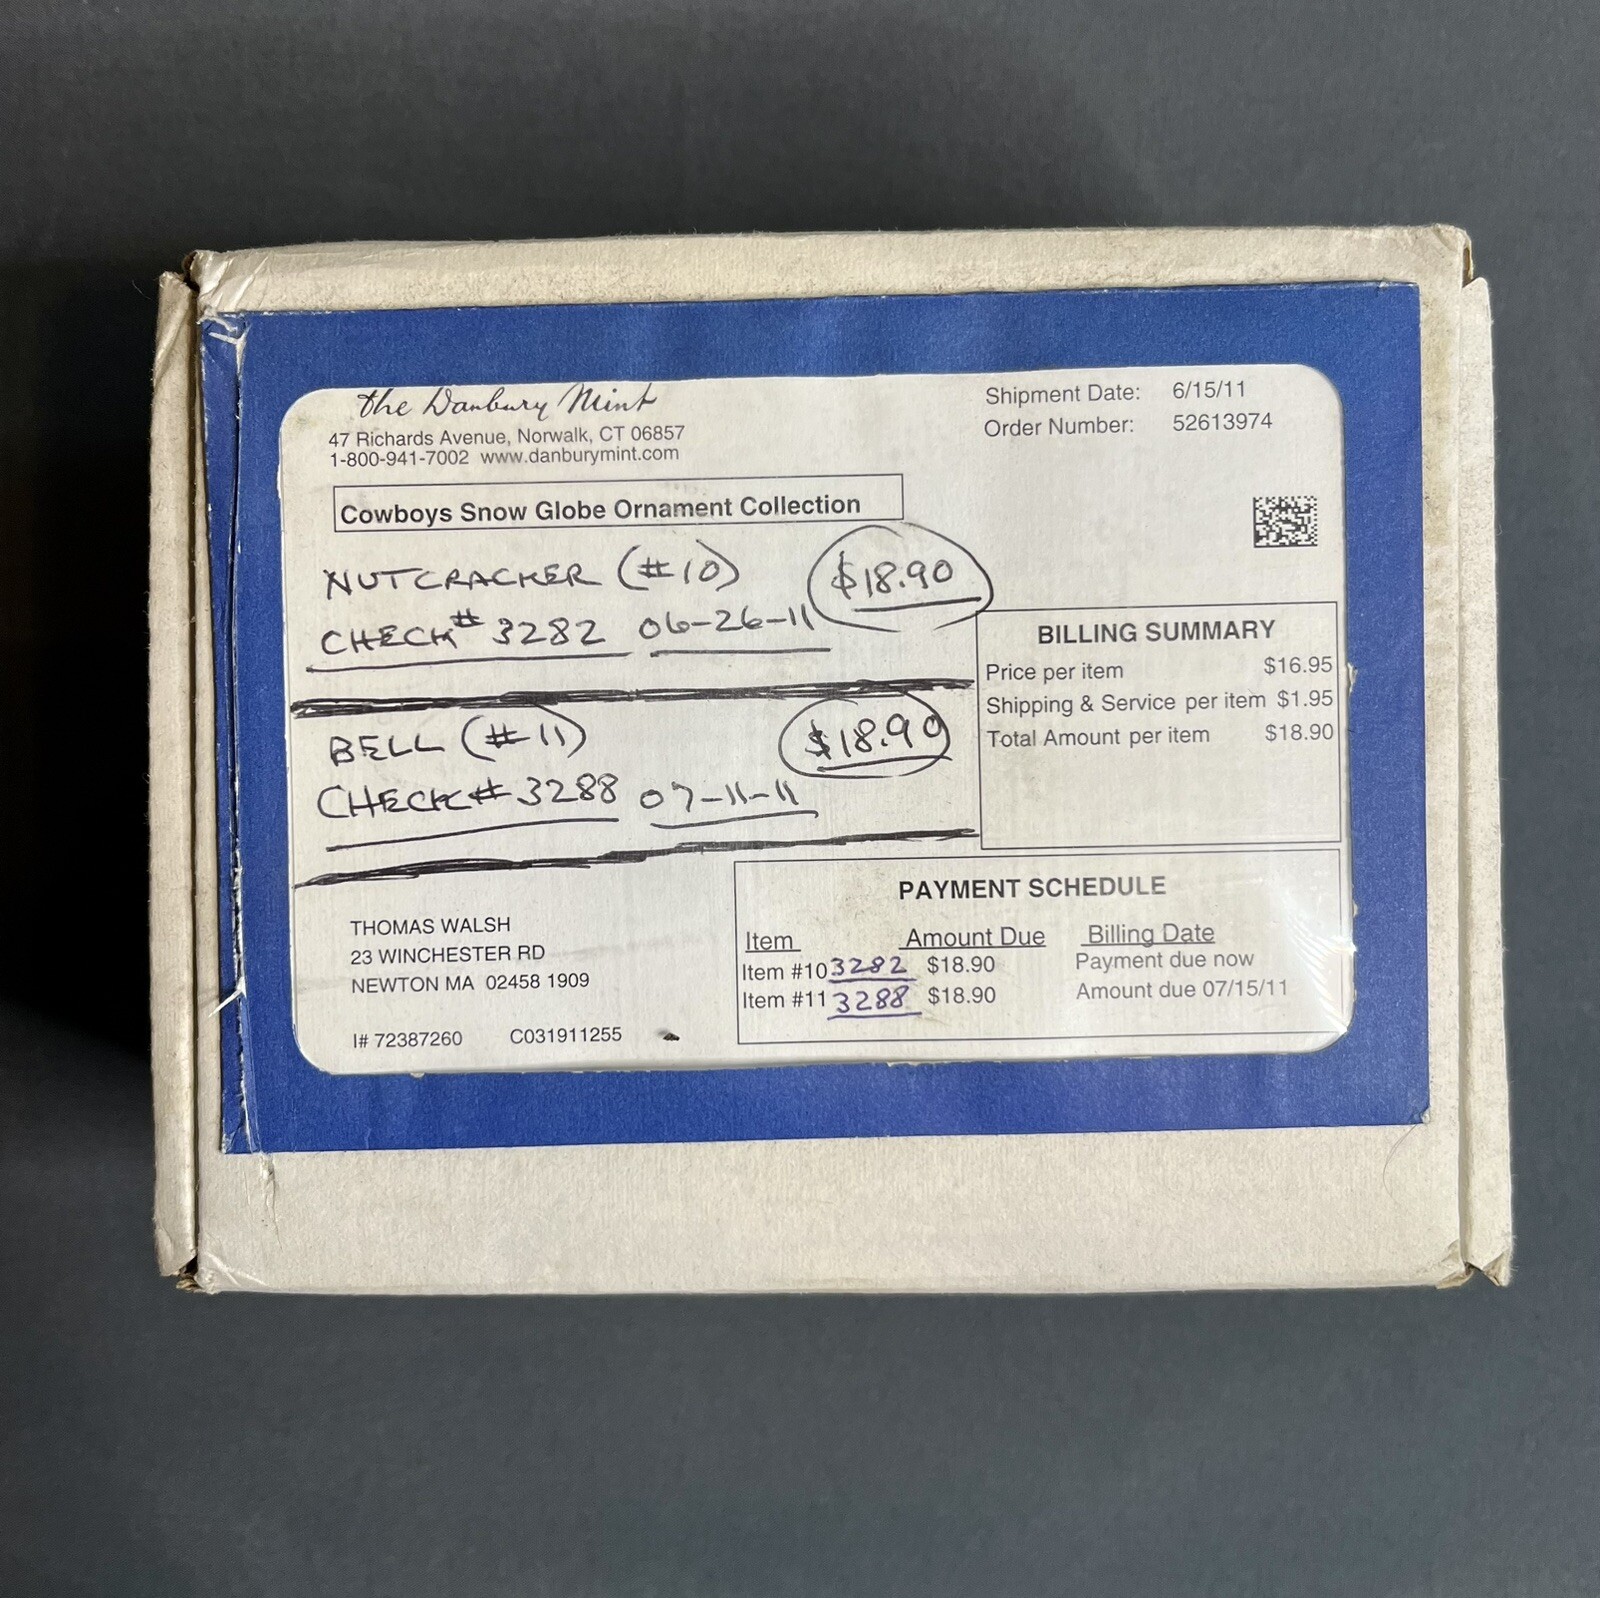 the Danbury Mint
47 Richards Avenue, Norwalk, CT 06857
1-800-941-7002 www.danburymint.com
Shipment Date: 6/15/11
Order Number: 52613974
Cowboys Snow Globe Ornament Collection
NUTCRACKER (#10) $18.90
CHECK# 3282 06-26-11
BELL (#11) $18.90
CHECK# 3288 07-11-11
BILLING SUMMARY
Price per item $16.95
Shipping & Service per item $1.95
Total Amount per item $18.90
THOMAS WALSH
23 WINCHESTER RD
NEWTON MA 02458 1909
I# 72387260 C031911255
PAYMENT SCHEDULE
Item Amount Due Billing Date
Item #10 3282 $18.90 Payment due now
Item #11 3288 $18.90 Amount due 07/15/11